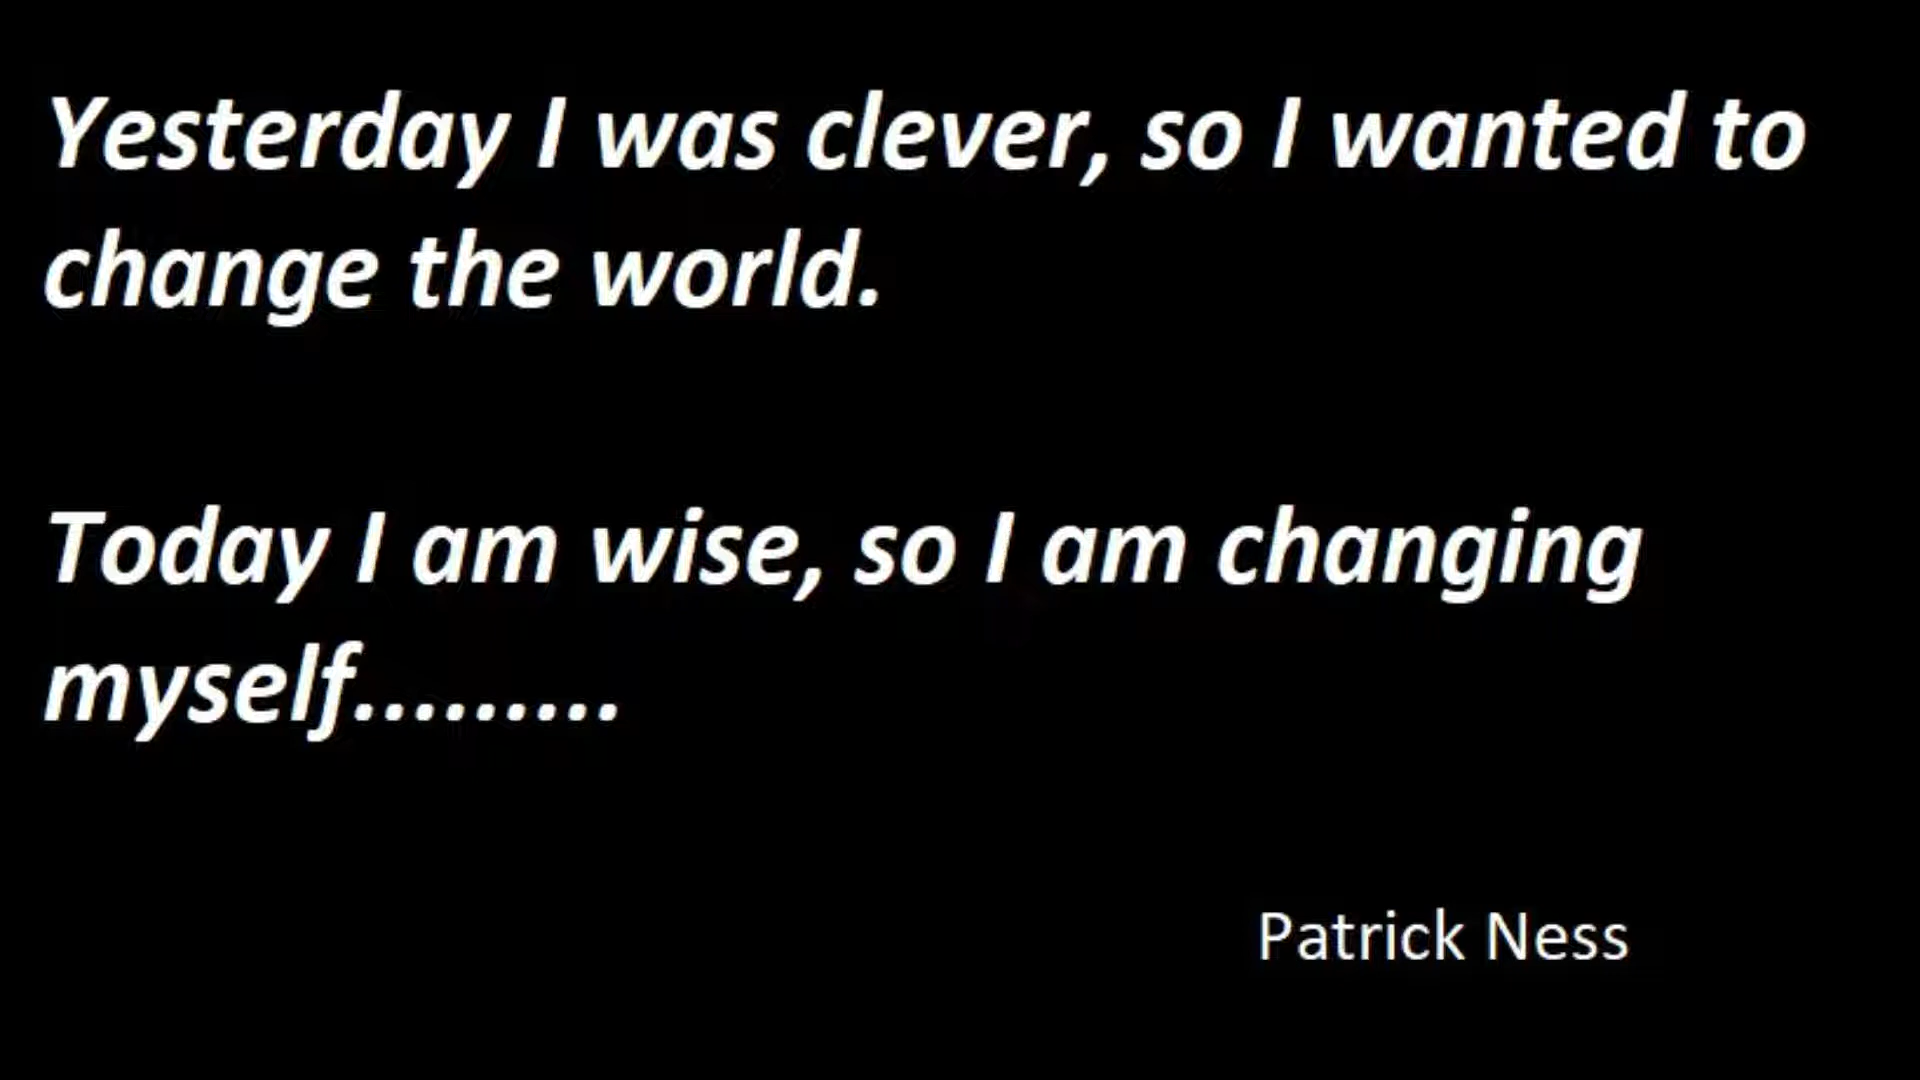 Yesterday I was clever, so I wanted to
change the world.
Today I am wise, so I am changing
myself.........
Patrick Ness